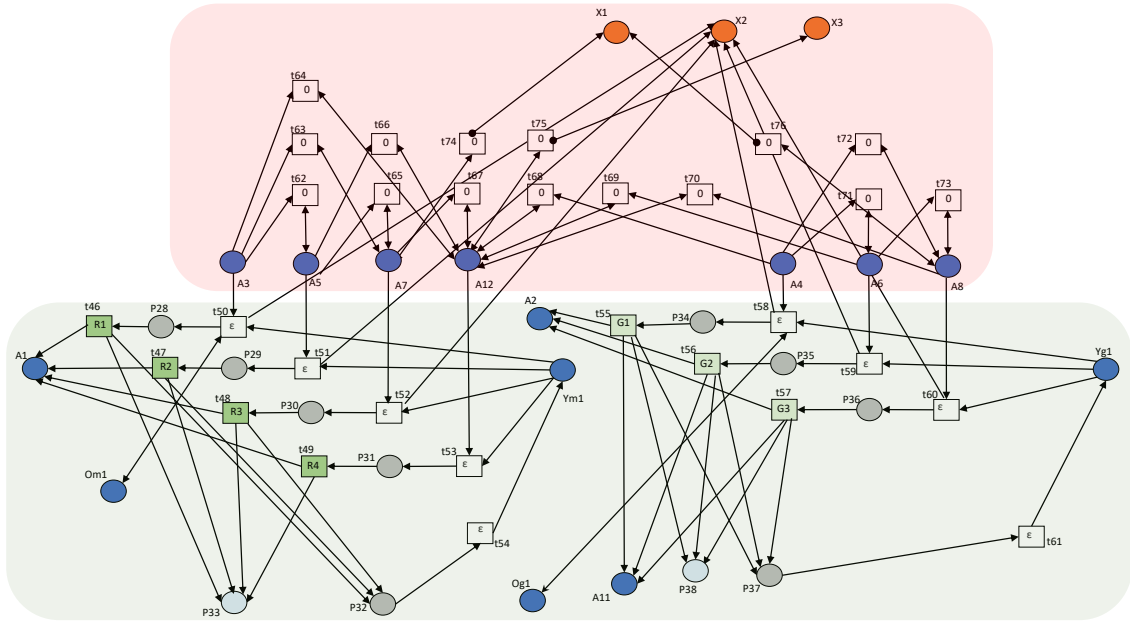 X1
X2
X3
t64
0
t63
0
t66
0
t74
0
t75
0
t76
0
t72
0
t62
0
t65
0
t67
0
t68
0
t69
0
t70
0
t71
0
t73
0
A3
A5
A7
A12
A4
A6
A8
t46
R1
P28
t50
ε
A2
t55
G1
P34
t58
ε
A1
t47
R2
P29
t51
ε
Ym1
t56
G2
P35
t59
ε
Yg1
t48
R3
P30
t52
ε
t57
G3
P36
t60
ε
t49
R4
P31
t53
ε
Om1
ε
t54
ε
t61
P33
P32
Og1
A11
P38
P37